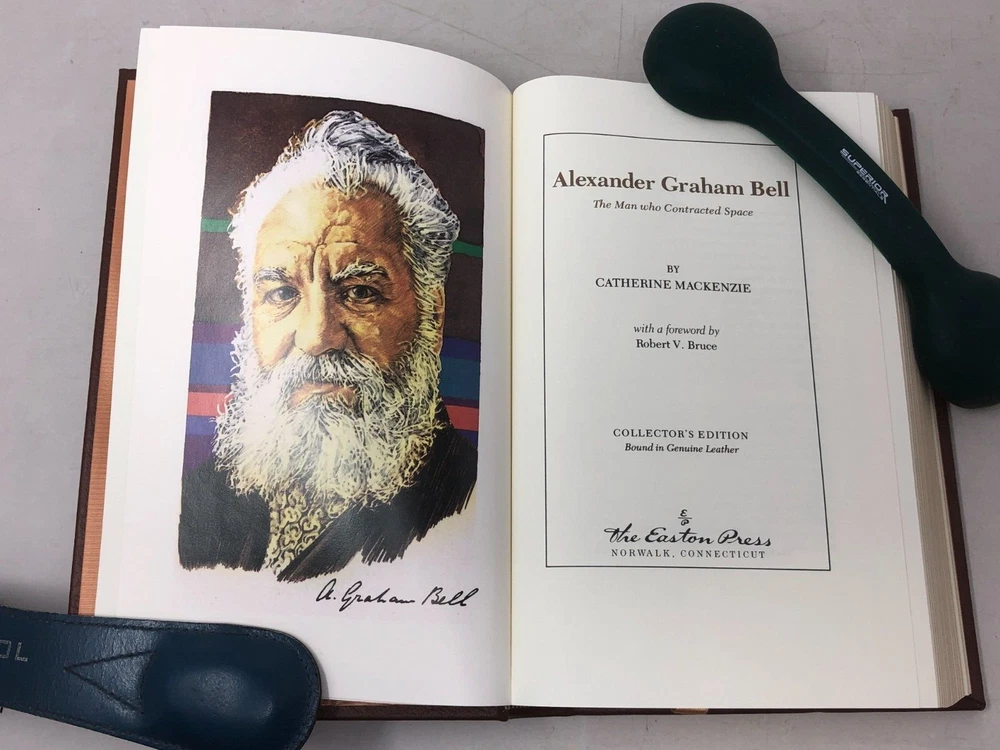 A. Graham Bell
Alexander Graham Bell
The Man who Contracted Space
BY
CATHERINE MACKENZIE
with a foreword by
Robert V. Bruce
COLLECTOR'S EDITION
Bound in Genuine Leather
E
P
The Easton Press
NORWALK, CONNECTICUT
SUPERIOR
OL